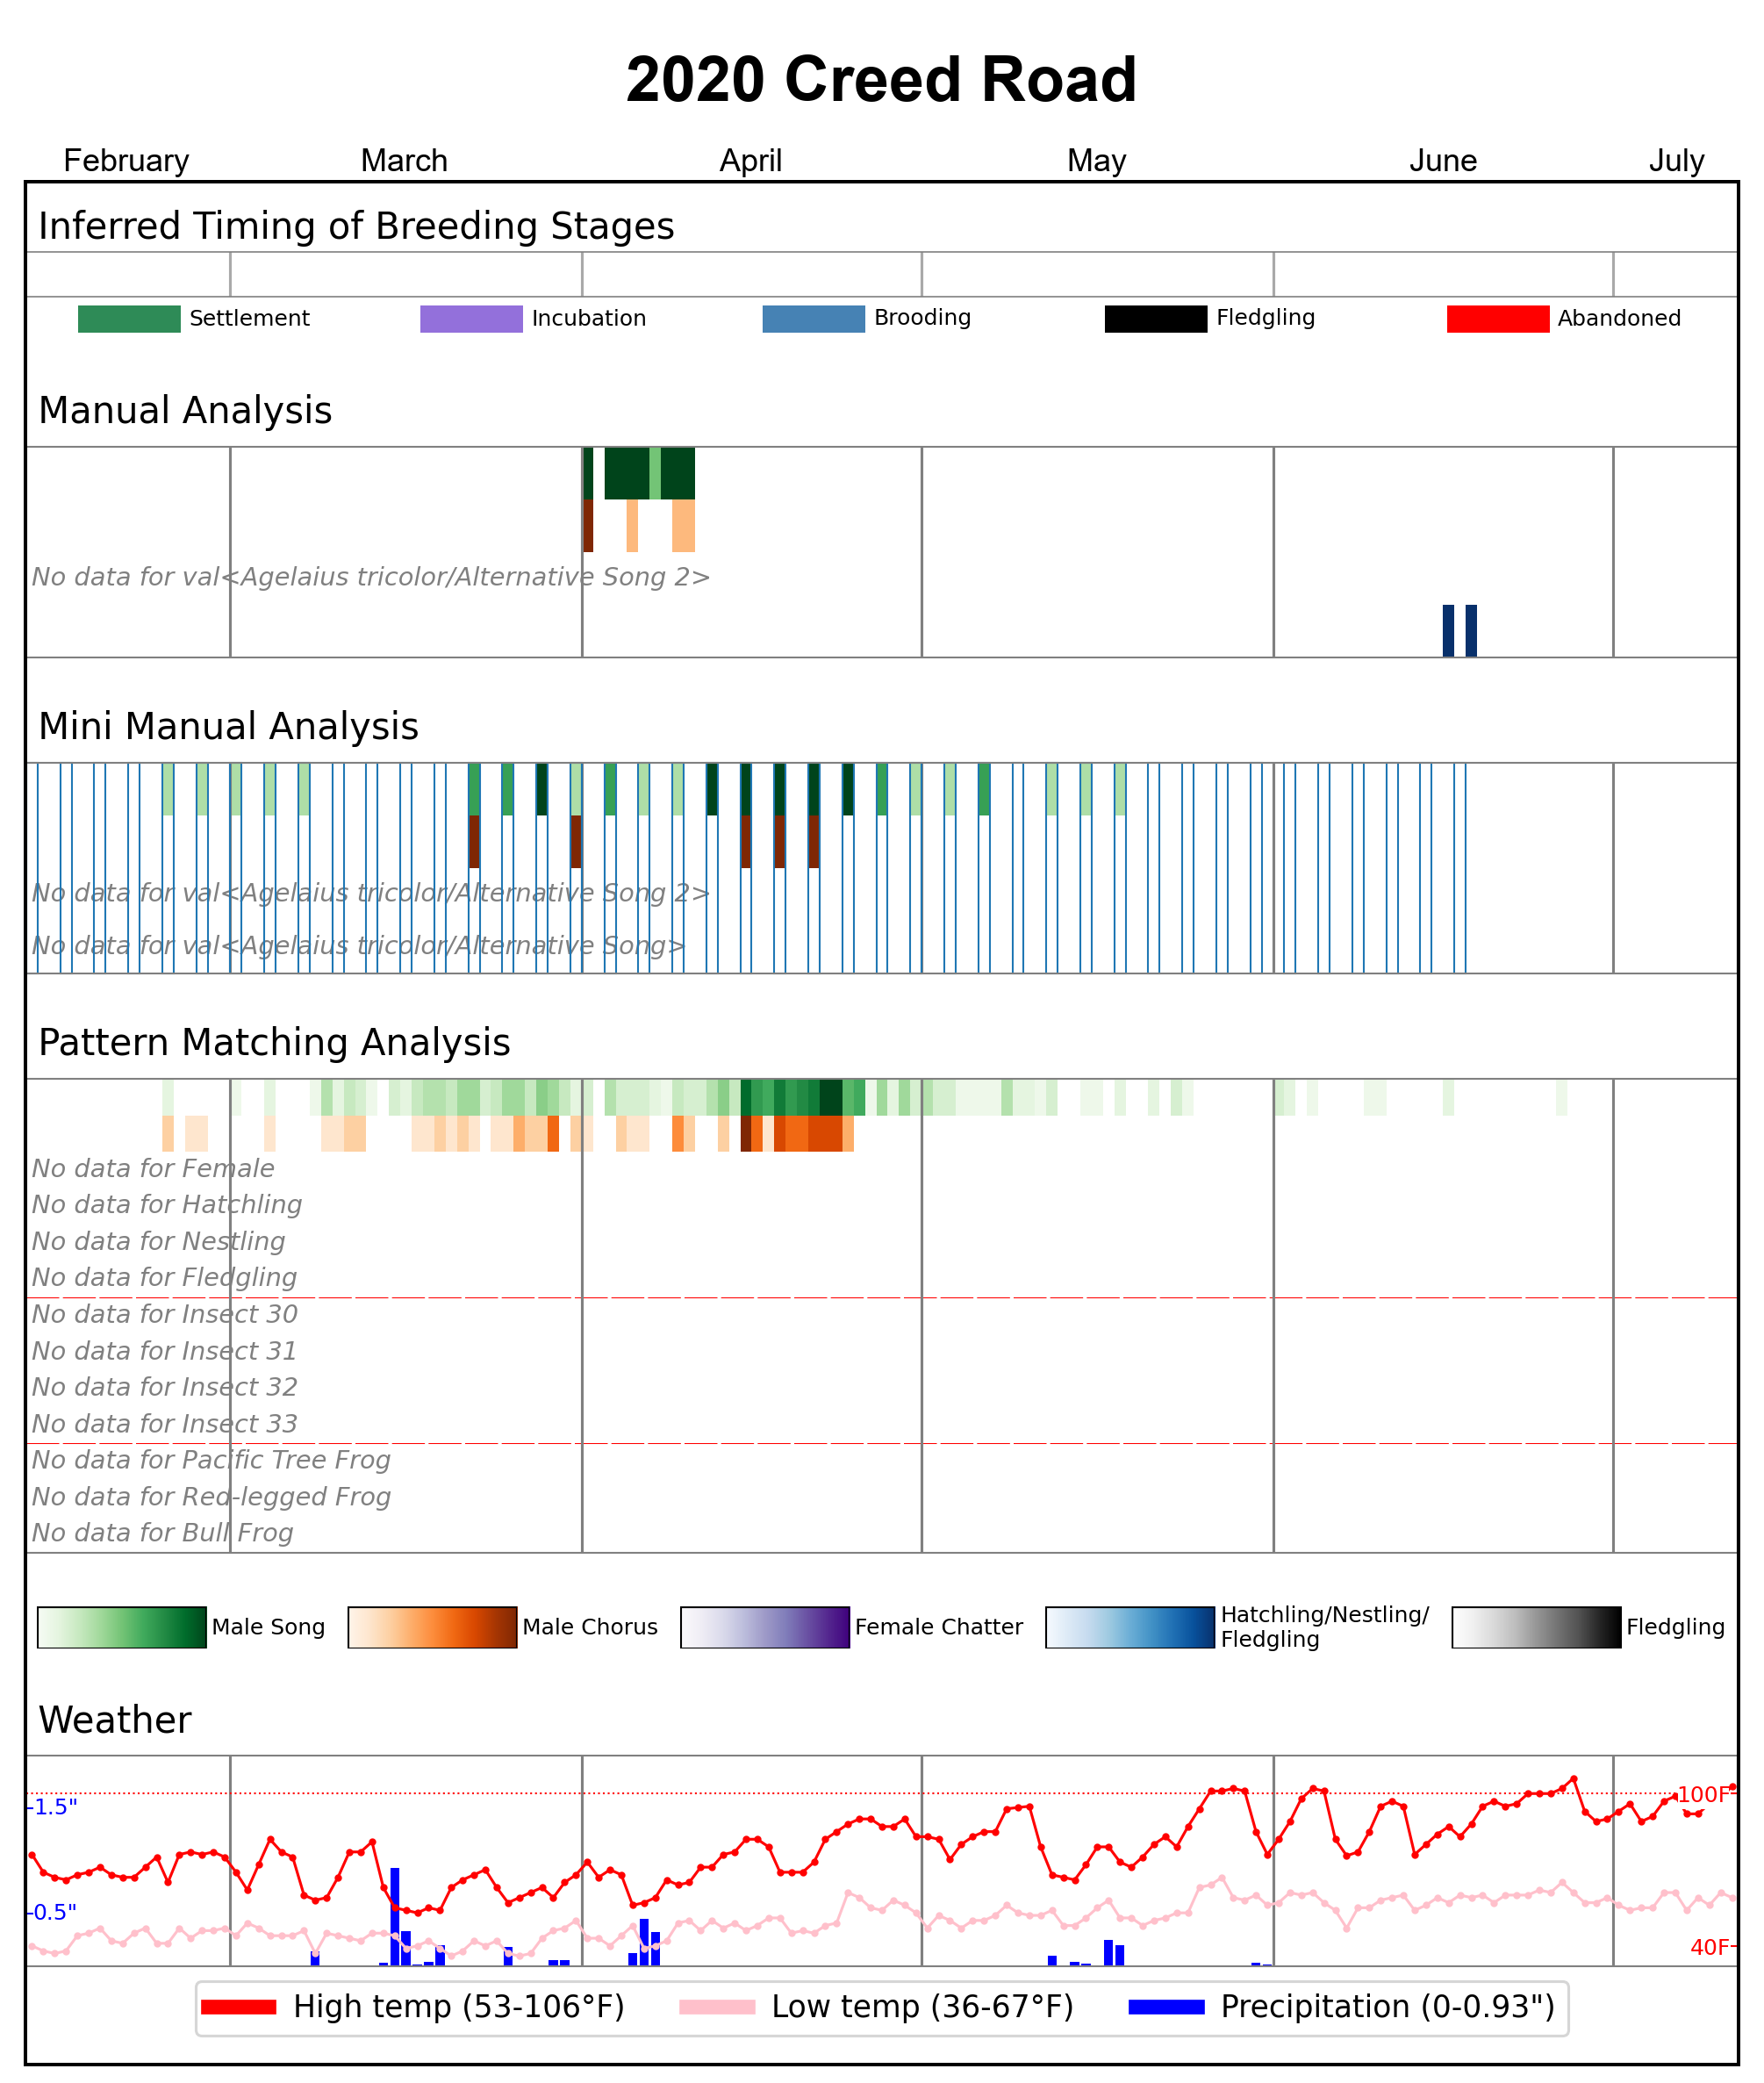 2020 Creed Road
February March April May June July
Inferred Timing of Breeding Stages
Settlement Incubation Brooding Fledgling Abandoned
Manual Analysis
No data for val<Agelaius tricolor/Alternative Song 2>
Mini Manual Analysis
No data for val<Agelaius tricolor/Alternative Song 2>
No data for val<Agelaius tricolor/Alternative Song>
Pattern Matching Analysis
No data for Female
No data for Hatchling
No data for Nestling
No data for Fledgling
No data for Insect 30
No data for Insect 31
No data for Insect 32
No data for Insect 33
No data for Pacific Tree Frog
No data for Red-legged Frog
No data for Bull Frog
Male Song Male Chorus Female Chatter Hatchling/Nestling/
Fledgling Fledgling
Weather
1.5" 100F
0.5"
40F
High temp (53-106°F) Low temp (36-67°F) Precipitation (0-0.93")